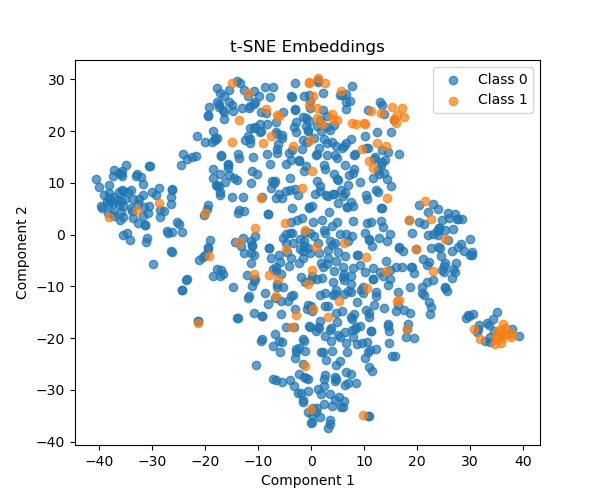 t-SNE Embeddings
Class 0
Class 1
Component 2
30
20
10
0
−10
−20
−30
−40
−40 −30 −20 −10 0 10 20 30 40
Component 1